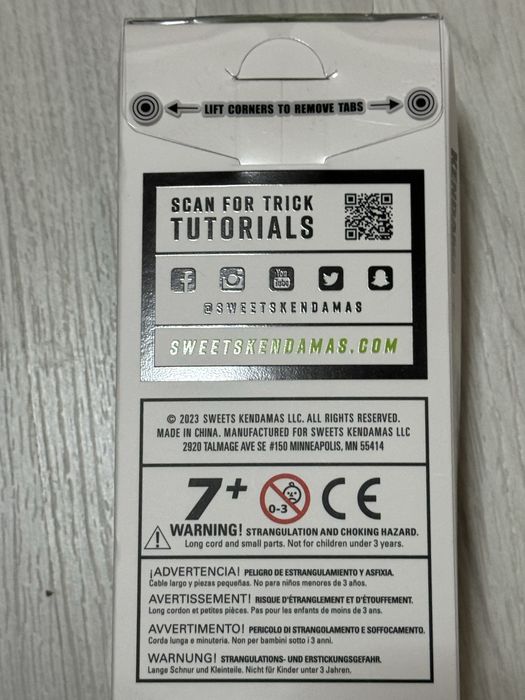 LIFT CORNERS TO REMOVE TABS
SCAN FOR TRICK
TUTORIALS
You
Tube
@SWEETSKENDAMAS
SWEETSKENDAMAS.COM
© 2023 SWEETS KENDAMAS LLC. ALL RIGHTS RESERVED.
MADE IN CHINA. MANUFACTURED FOR SWEETS KENDAMAS LLC
2920 TALMAGE AVE SE #150 MINNEAPOLIS, MN 55414
7+ 0-3 CE
WARNING! STRANGULATION AND CHOKING HAZARD.
Long cord and small parts. Not for children under 3 years.
¡ADVERTENCIA! PELIGRO DE ESTRANGULAMIENTO Y ASFIXIA.
Cable largo y piezas pequeñas. No para niños menores de 3 años.
AVERTISSEMENT! RISQUE D'ÉTRANGLEMENT ET D'ÉTOUFFEMENT.
Long cordon et petites pièces. Pas pour les enfants de moins de 3 ans.
AVVERTIMENTO! PERICOLO DI STRANGOLAMENTO E SOFFOCAMENTO.
Corda lunga e minuteria. Non per bambini sotto i 3 anni.
WARNUNG! STRANGULATIONS- UND ERSTICKUNGSGEFAHR.
Lange Schnur und Kleinteile. Nicht für Kinder unter 3 Jahren.